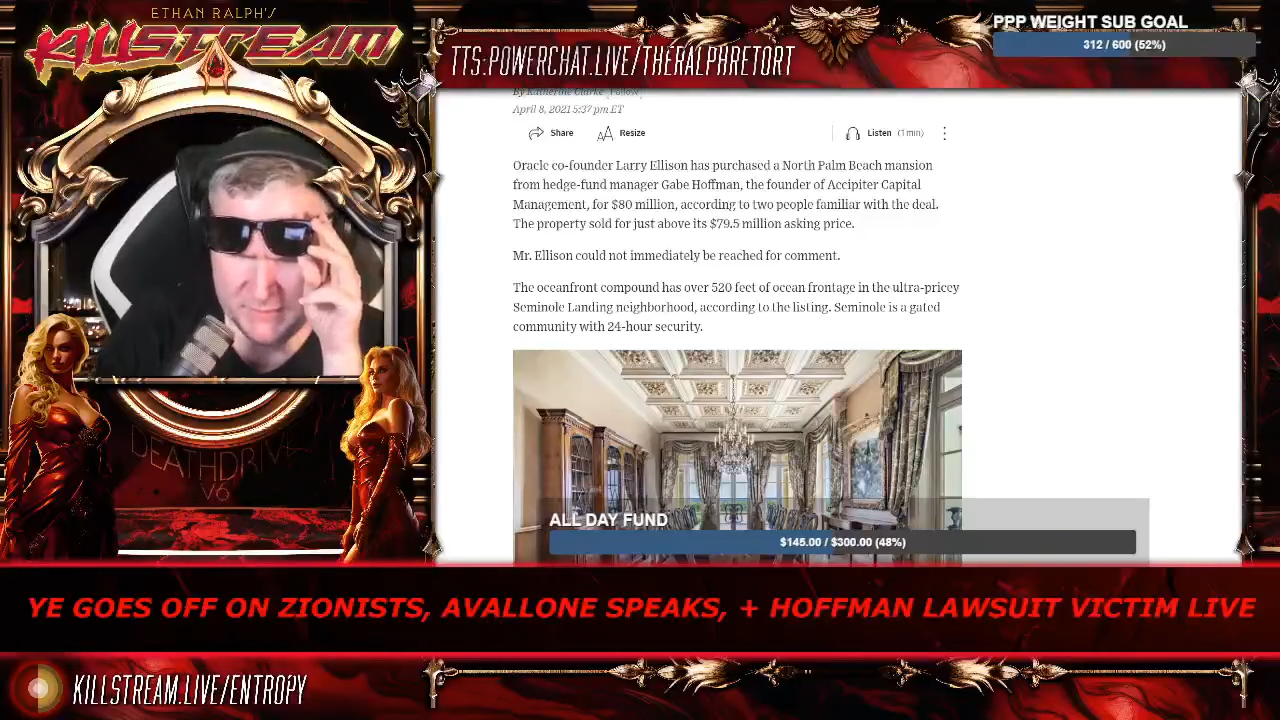 ETHAN RALPH'S
KILLSTREAM
TTS:POWERCHAT.LIVE/THERALPHRETORT
PPP WEIGHT SUB GOAL
312 / 600 (52%)
By Katherine Clarke Follow
April 8, 2021 5:37 pm ET
Share
Resize
Listen (1 min)
Oracle co-founder Larry Ellison has purchased a North Palm Beach mansion
from hedge-fund manager Gabe Hoffman, the founder of Accipiter Capital
Management, for $80 million, according to two people familiar with the deal.
The property sold for just above its $79.5 million asking price.
Mr. Ellison could not immediately be reached for comment.
The oceanfront compound has over 520 feet of ocean frontage in the ultra-pricey
Seminole Landing neighborhood, according to the listing. Seminole is a gated
community with 24-hour security.
DEATHDRIV
V6
ALL DAY FUND
$145.00 / $300.00 (48%)
YE GOES OFF ON ZIONISTS, AVALLONE SPEAKS, + HOFFMAN LAWSUIT VICTIM LIVE
KILLSTREAM.LIVE/ENTROPY